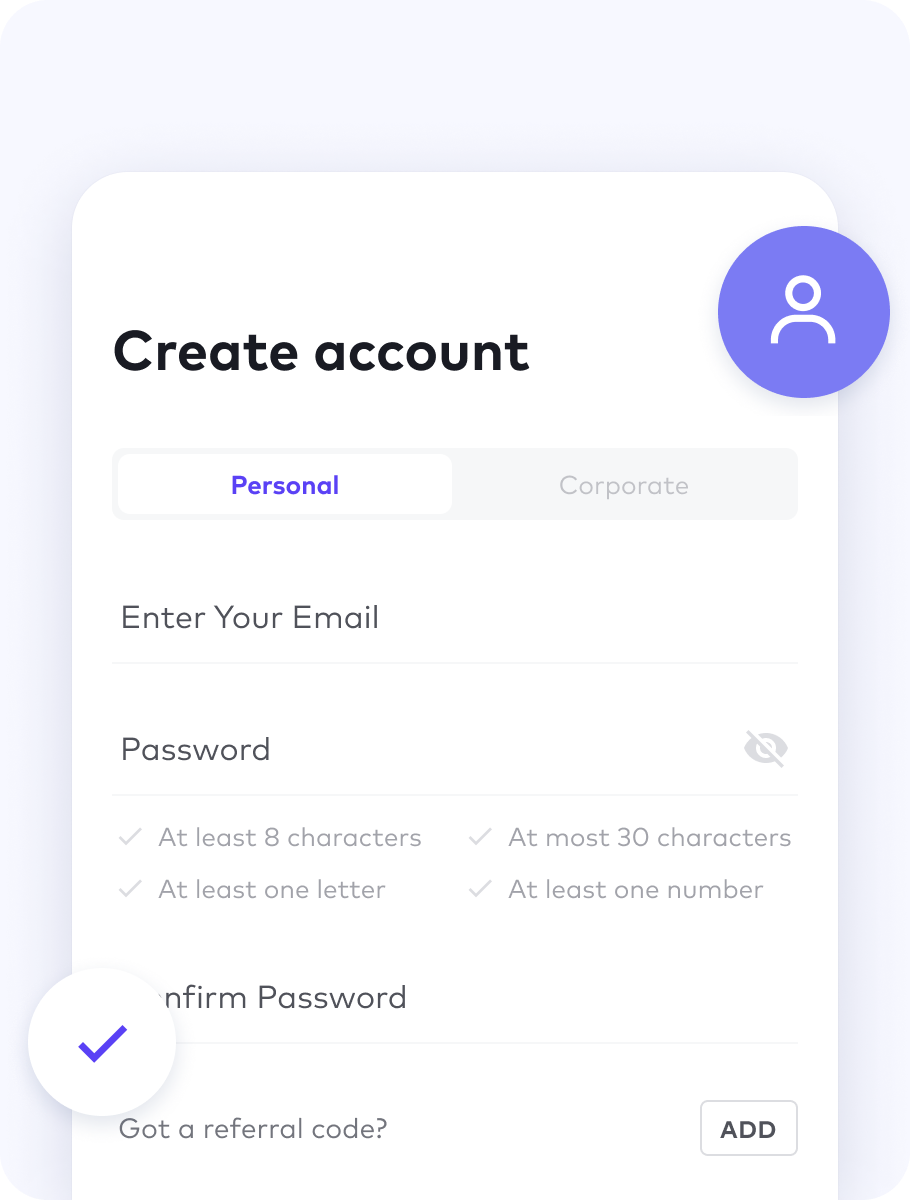 Create account
Personal Corporate
Enter Your Email
Password
At least 8 characters At most 30 characters
At least one letter At least one number
nfirm Password
Got a referral code? ADD